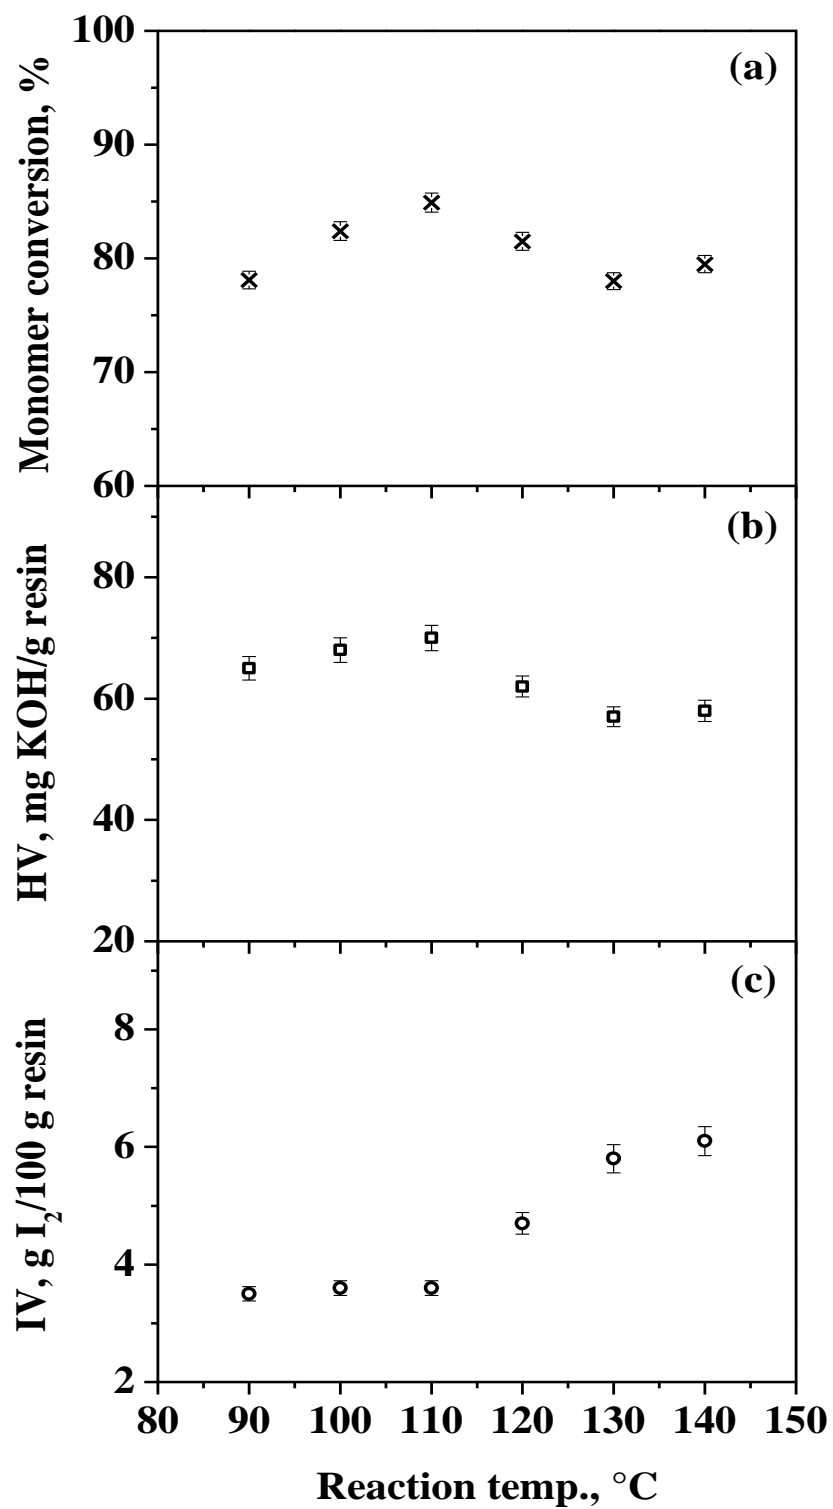 100
(a)
90
80
70
60
Monomer conversion, %
(b)
80
60
40
20
HV, mg KOH/g resin
(c)
8
6
4
2
IV, g I₂/100 g resin
80 90 100 110 120 130 140 150
Reaction temp., °C